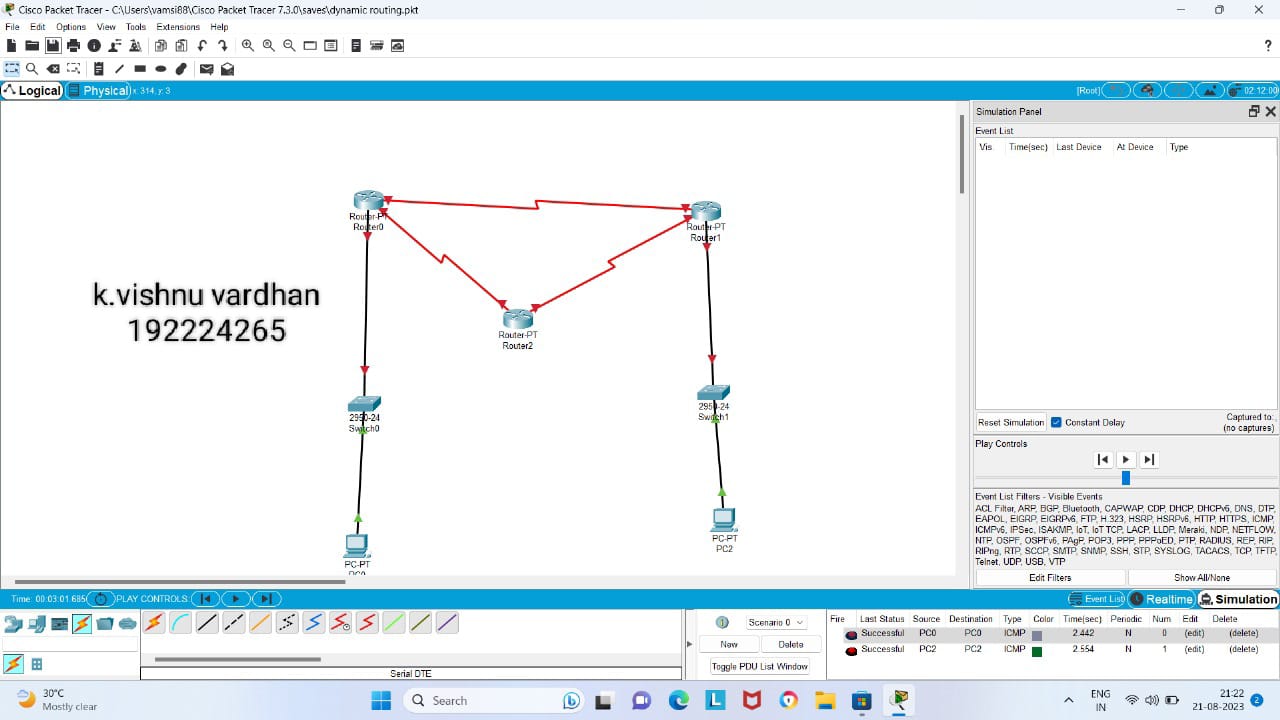 Cisco Packet Tracer - C:\Users\vamsi88\Cisco Packet Tracer 7.3.0\saves\dynamic routing.pkt
File Edit Options View Tools Extensions Help
?
Logical Physical x: 314, y: 3 [Root] 02:12:00
Simulation Panel
Event List
Vis. Time(sec) Last Device At Device Type
Router-PT
Router0
Router-PT
Router1
k.vishnu vardhan
192224265
Router-PT
Router2
2950-24
Switch0
2950-24
Switch1
PC-PT
PC0
PC-PT
PC2
Reset Simulation Constant Delay Captured to:
(no captures)
Play Controls
Event List Filters - Visible Events
ACL Filter, ARP, BGP, Bluetooth, CAPWAP, CDP, DHCP, DHCPv6, DNS, DTP,
EAPOL, EIGRP, EIGRPv6, FTP, H.323, HSRP, HSRPv6, HTTP, HTTPS, ICMP,
ICMPv6, IPSec, ISAKMP, IoT, IoT TCP, LACP, LLDP, Meraki, NDP, NETFLOW,
NTP, OSPF, OSPFv6, PAgP, POP3, PPP, PPPoED, PTP, RADIUS, REP, RIP,
RIPng, RTP, SCCP, SMTP, SNMP, SSH, STP, SYSLOG, TACACS, TCP, TFTP,
Telnet, UDP, USB, VTP
Edit Filters Show All/None
Time: 00:03:01.685 PLAY CONTROLS: Event List Realtime Simulation
Scenario 0
New Delete
Toggle PDU List Window
Fire Last Status Source Destination Type Color Time(sec) Periodic Num Edit Delete
Successful PC0 PC0 ICMP 2.442 N 0 (edit) (delete)
Successful PC2 PC2 ICMP 2.554 N 1 (edit) (delete)
Serial DTE
30°C
Mostly clear
Search
ENG
IN
21:22
21-08-2023
2